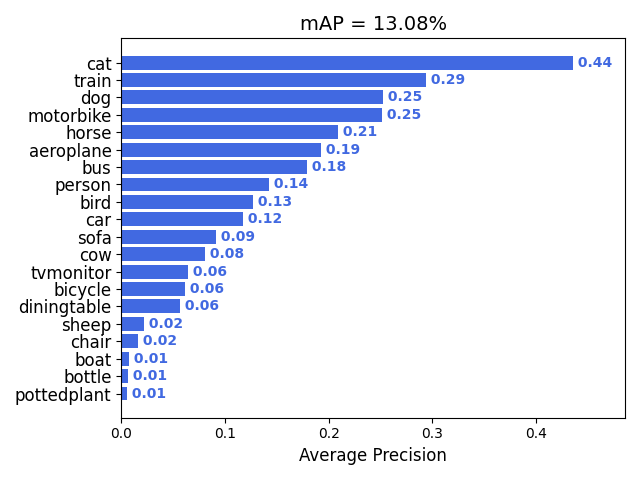 mAP = 13.08%
cat 0.44
train 0.29
dog 0.25
motorbike 0.25
horse 0.21
aeroplane 0.19
bus 0.18
person 0.14
bird 0.13
car 0.12
sofa 0.09
cow 0.08
tvmonitor 0.06
bicycle 0.06
diningtable 0.06
sheep 0.02
chair 0.02
boat 0.01
bottle 0.01
pottedplant 0.01
0.0 0.1 0.2 0.3 0.4
Average Precision